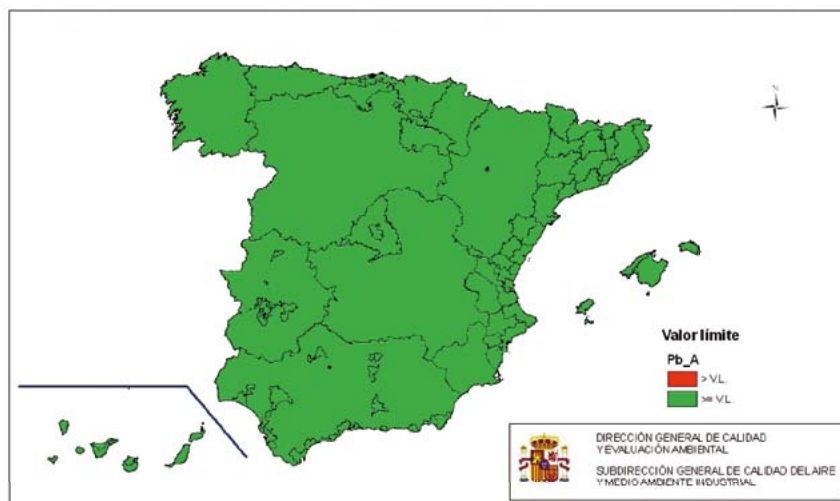 N
Valor límite
Pb_A
> V.L.
>= V.L.
DIRECCIÓN GENERAL DE CALIDAD
Y EVALUACIÓN AMBIENTAL
SUBDIRECCIÓN GENERAL DE CALIDAD DEL AIRE
Y MEDIO AMBIENTE INDUSTRIAL